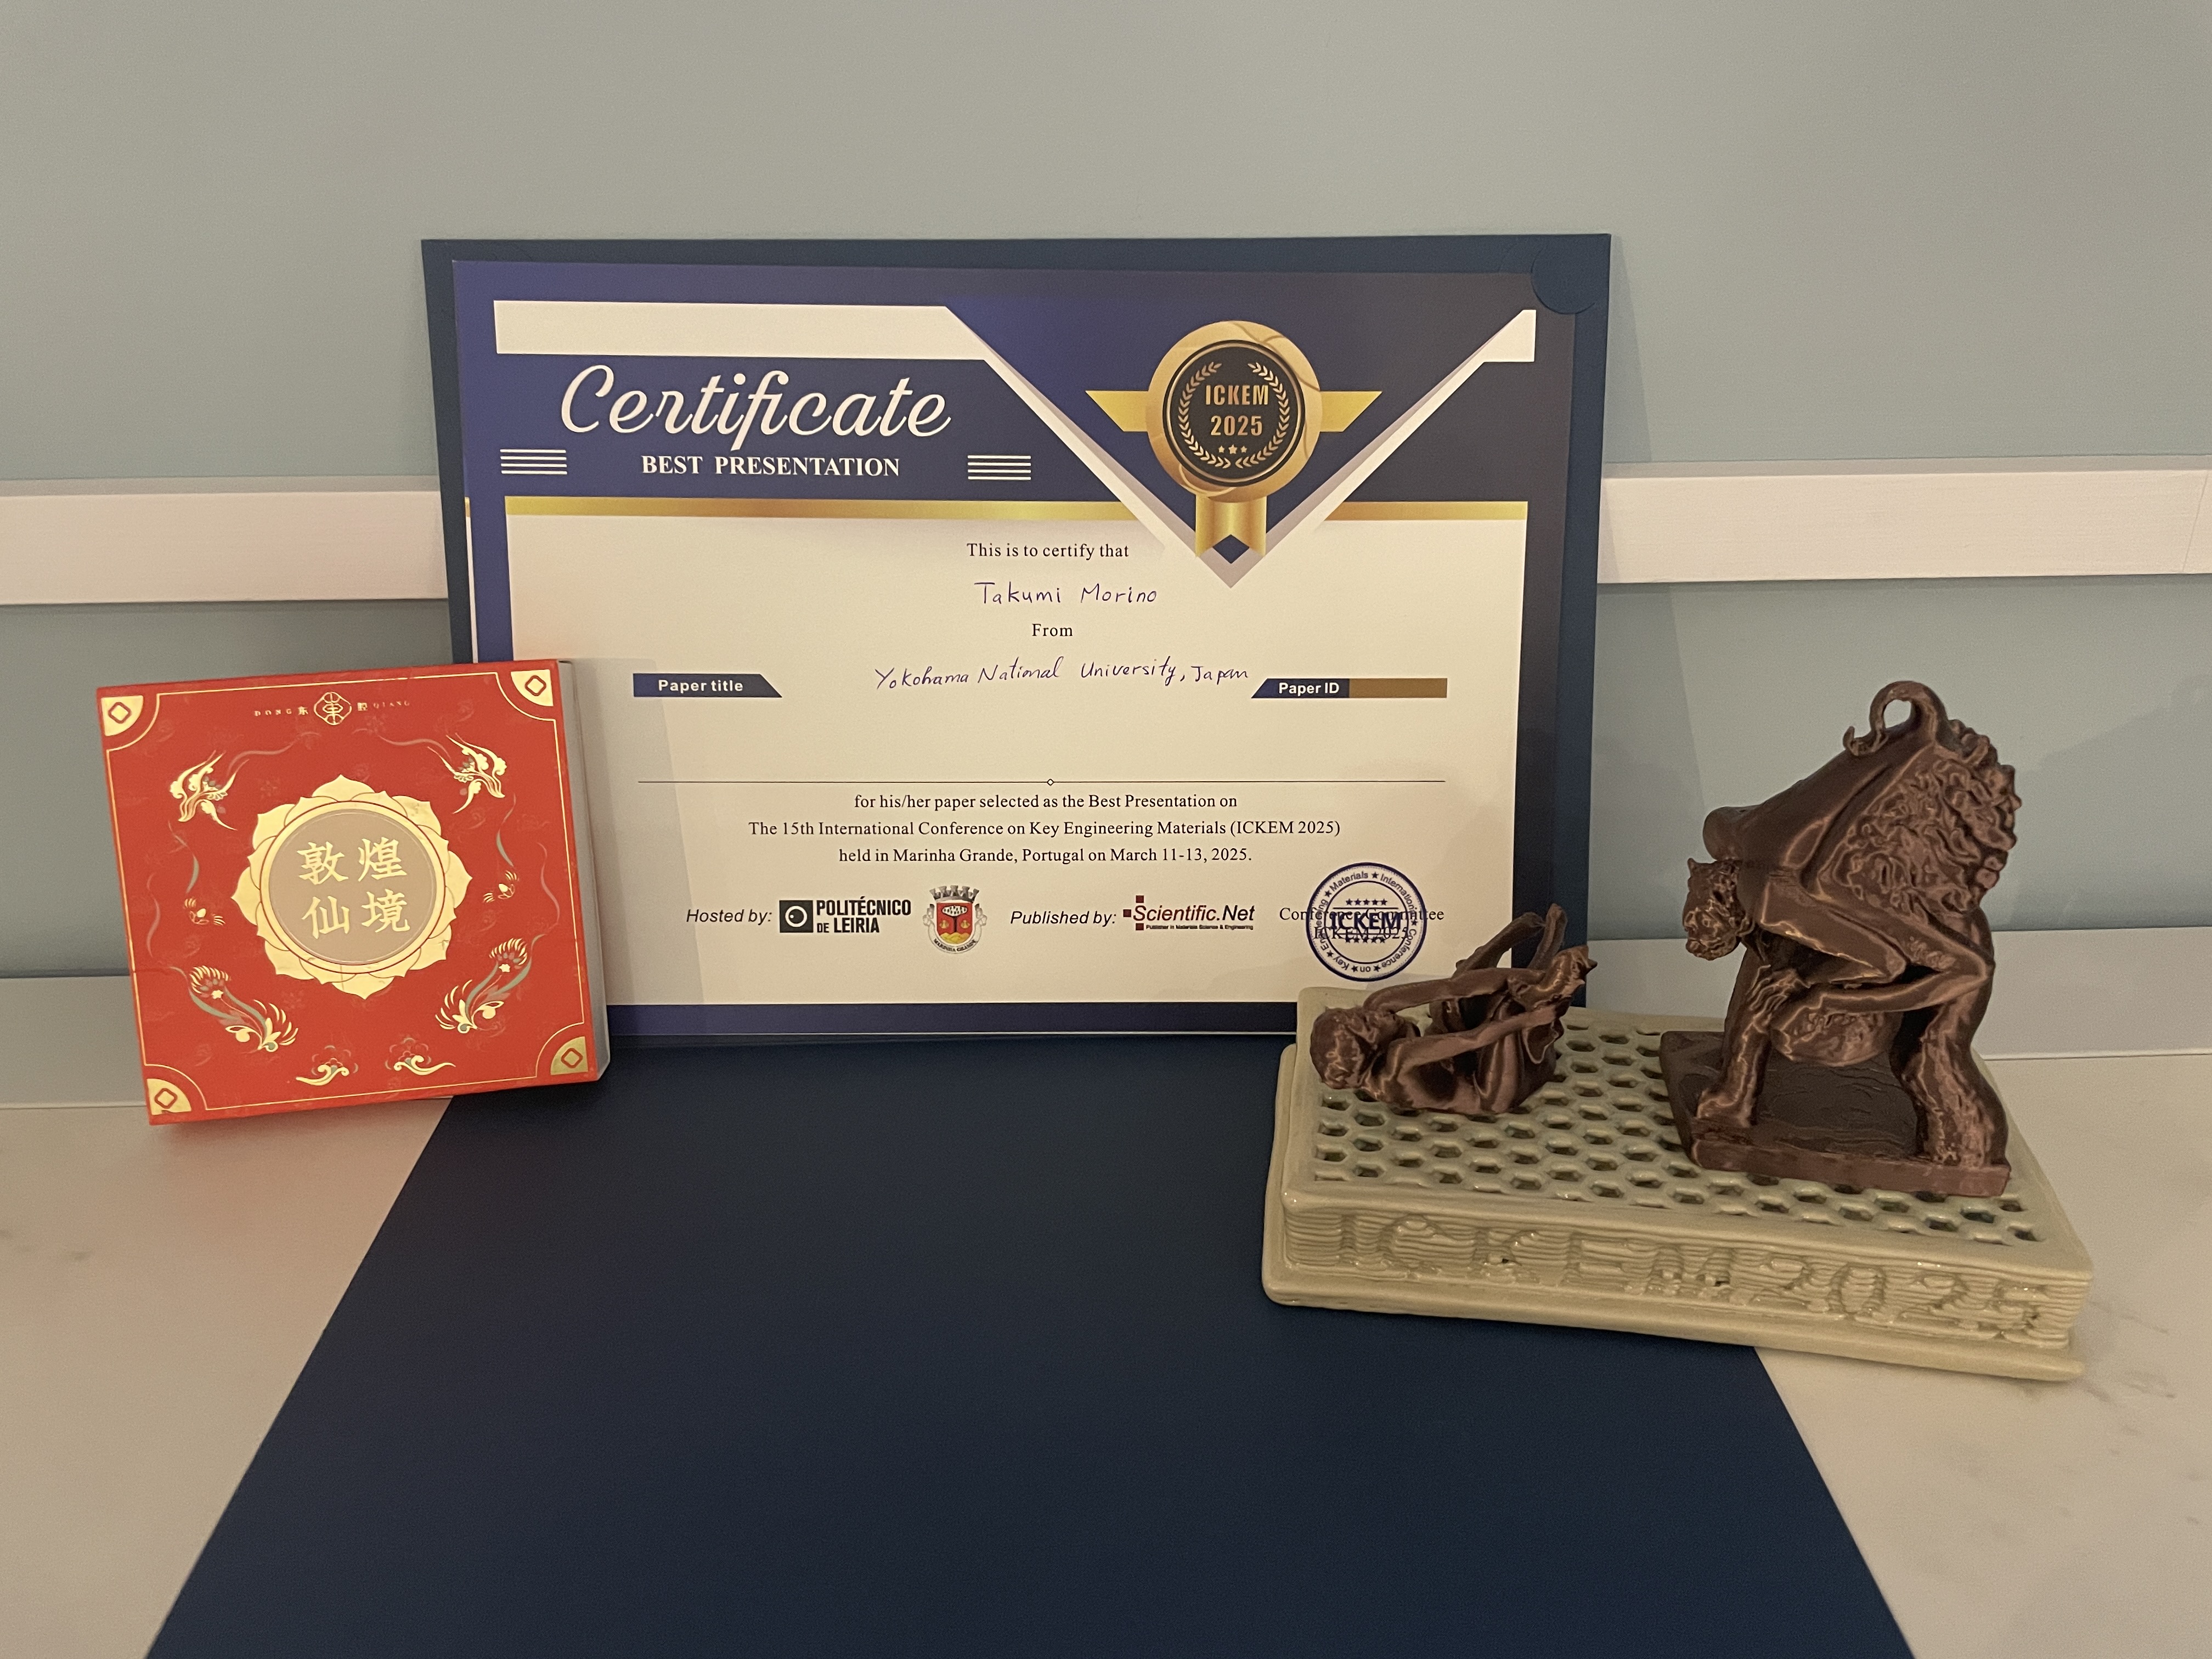 Certificate
BEST PRESENTATION
ICKEM
2025
This is to certify that
Takumi Morino
From
Yokohama National University, Japan
Paper title
Paper ID
for his/her paper selected as the Best Presentation on
The 15th International Conference on Key Engineering Materials (ICKEM 2025)
held in Marinha Grande, Portugal on March 11-13, 2025.
Hosted by:
POLITÉCNICO
DE LEIRIA
MARINHA GRANDE
Published by:
Scientific.Net
Publisher in Materials Science & Engineering
Conference Committee
ICKEM 2025
ICKEM
International Conference on Key Engineering Materials
DONG 东 東 QIANG
敦煌
仙境
ICKEM2025